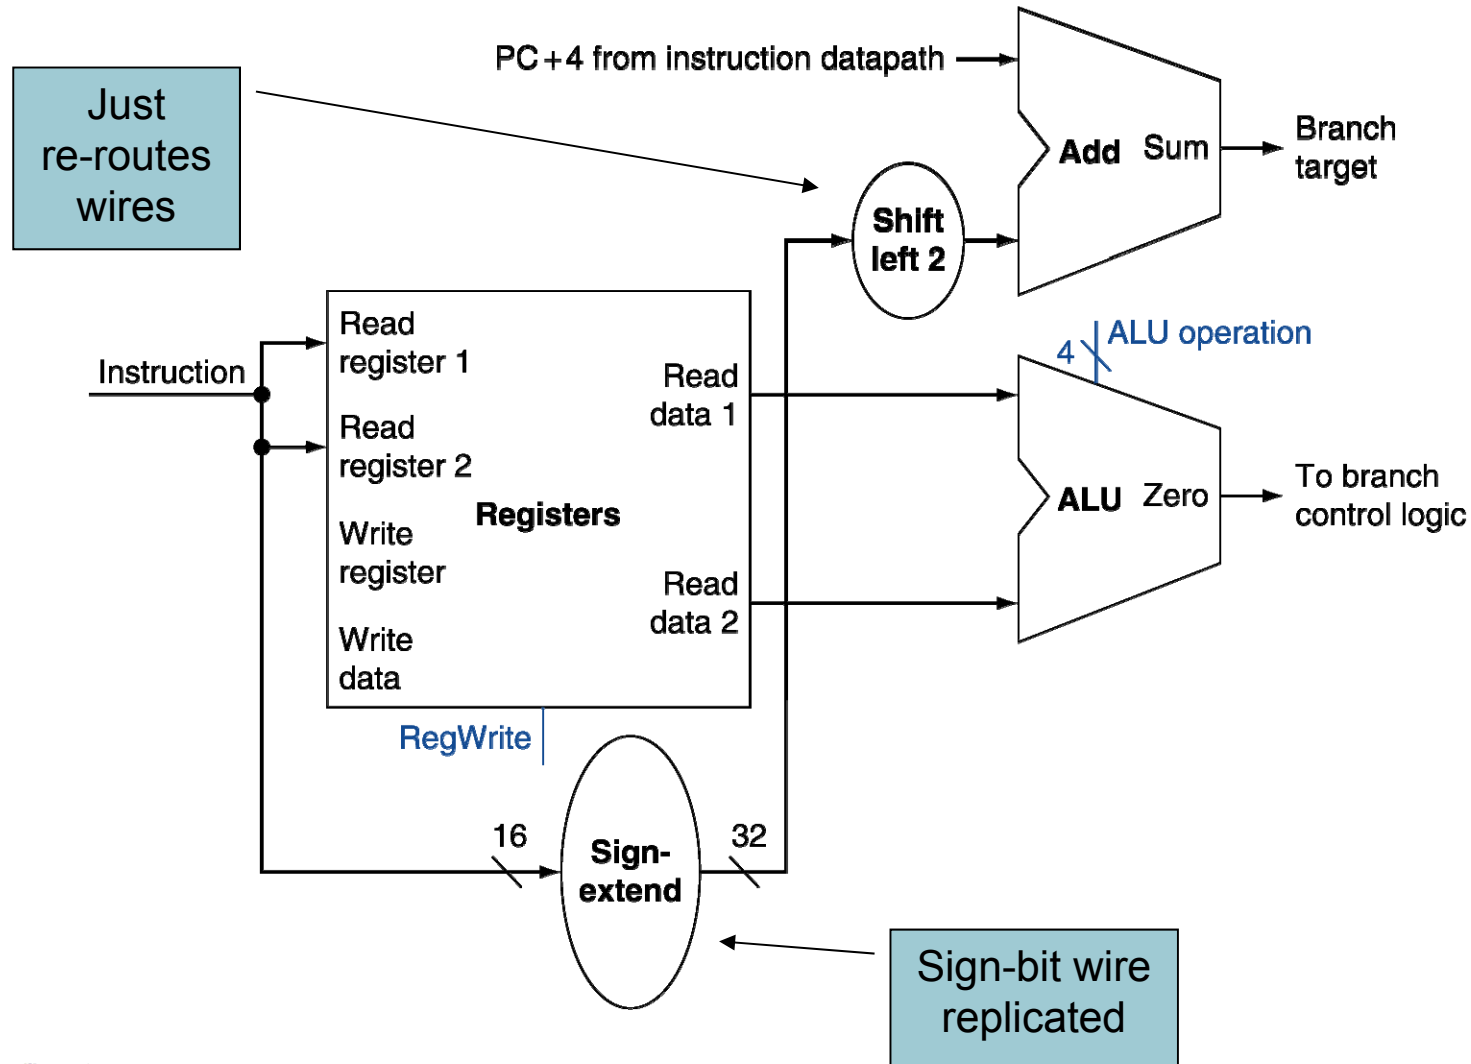 PC+4 from instruction datapath
Just
re-routes
wires
Add Sum
Branch
target
Shift
left 2
Read
register 1
Instruction
Read
data 1
4
ALU operation
Read
register 2
Registers
ALU Zero
To branch
control logic
Write
register
Read
data 2
Write
data
RegWrite
16
32
Sign-
extend
Sign-bit wire
replicated